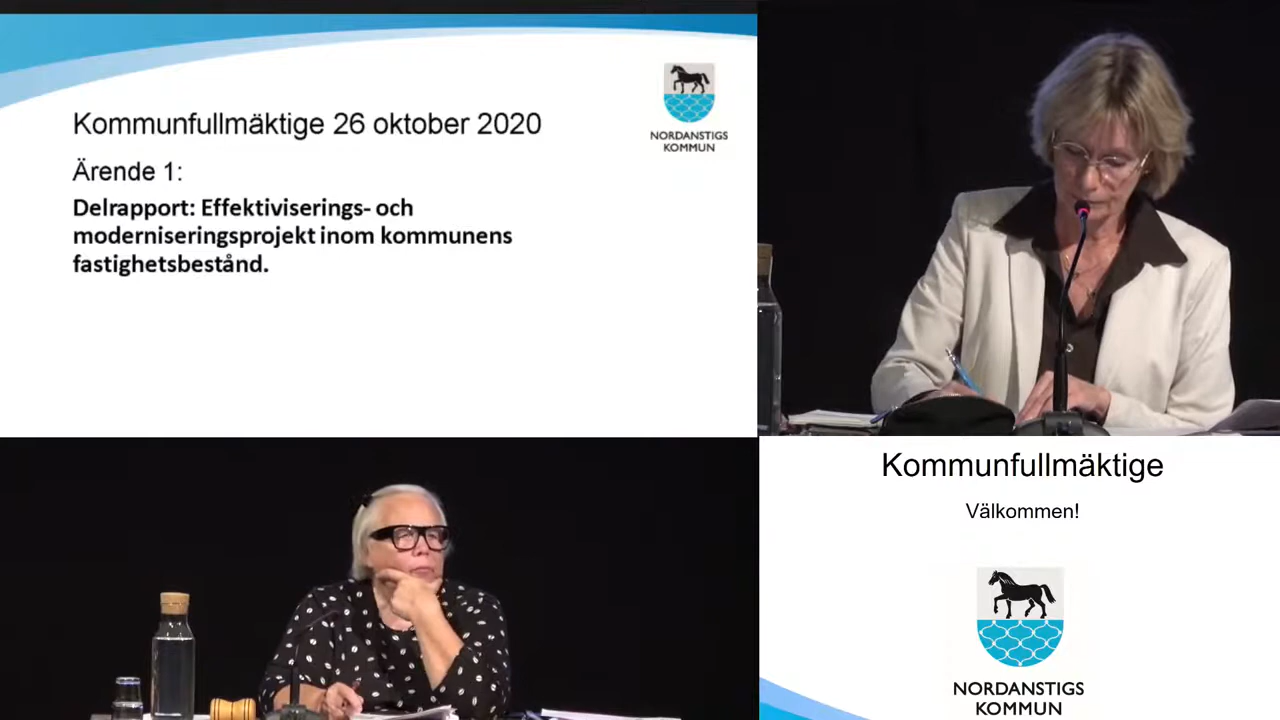 Kommunfullmäktige 26 oktober 2020
Ärende 1:
Delrapport: Effektiviserings- och
moderniseringsprojekt inom kommunens
fastighetsbestånd.
NORDANSTIGS
KOMMUN
Kommunfullmäktige
Välkommen!
NORDANSTIGS
KOMMUN